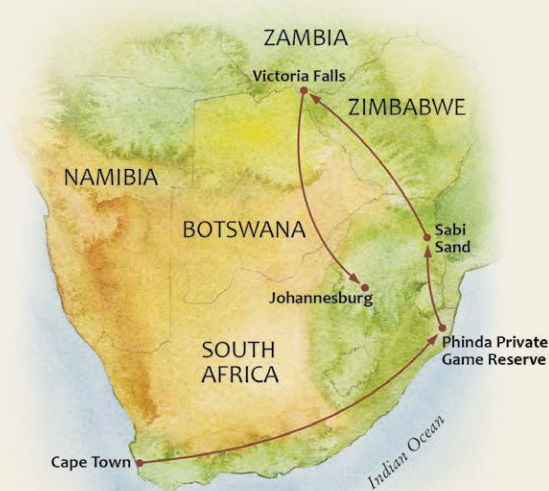 ZAMBIA
Victoria Falls
ZIMBABWE
NAMIBIA
BOTSWANA
Sabi
Sand
Johannesburg
Phinda Private
Game Reserve
SOUTH
AFRICA
Indian Ocean
Cape Town